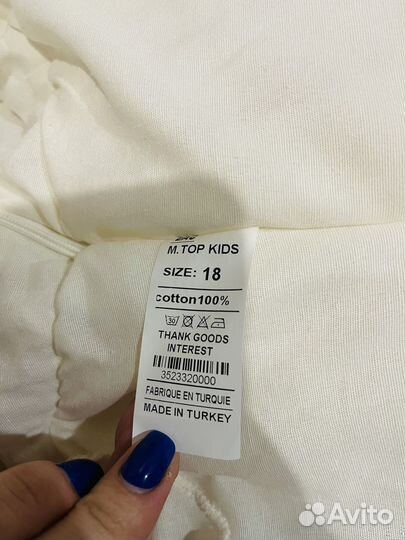 M.TOP KIDS
SIZE: 18
cotton100%
30
THANK GOODS
INTEREST
3523320000
FABRIQUE EN TURQUIE
MADE IN TURKEY
Avito